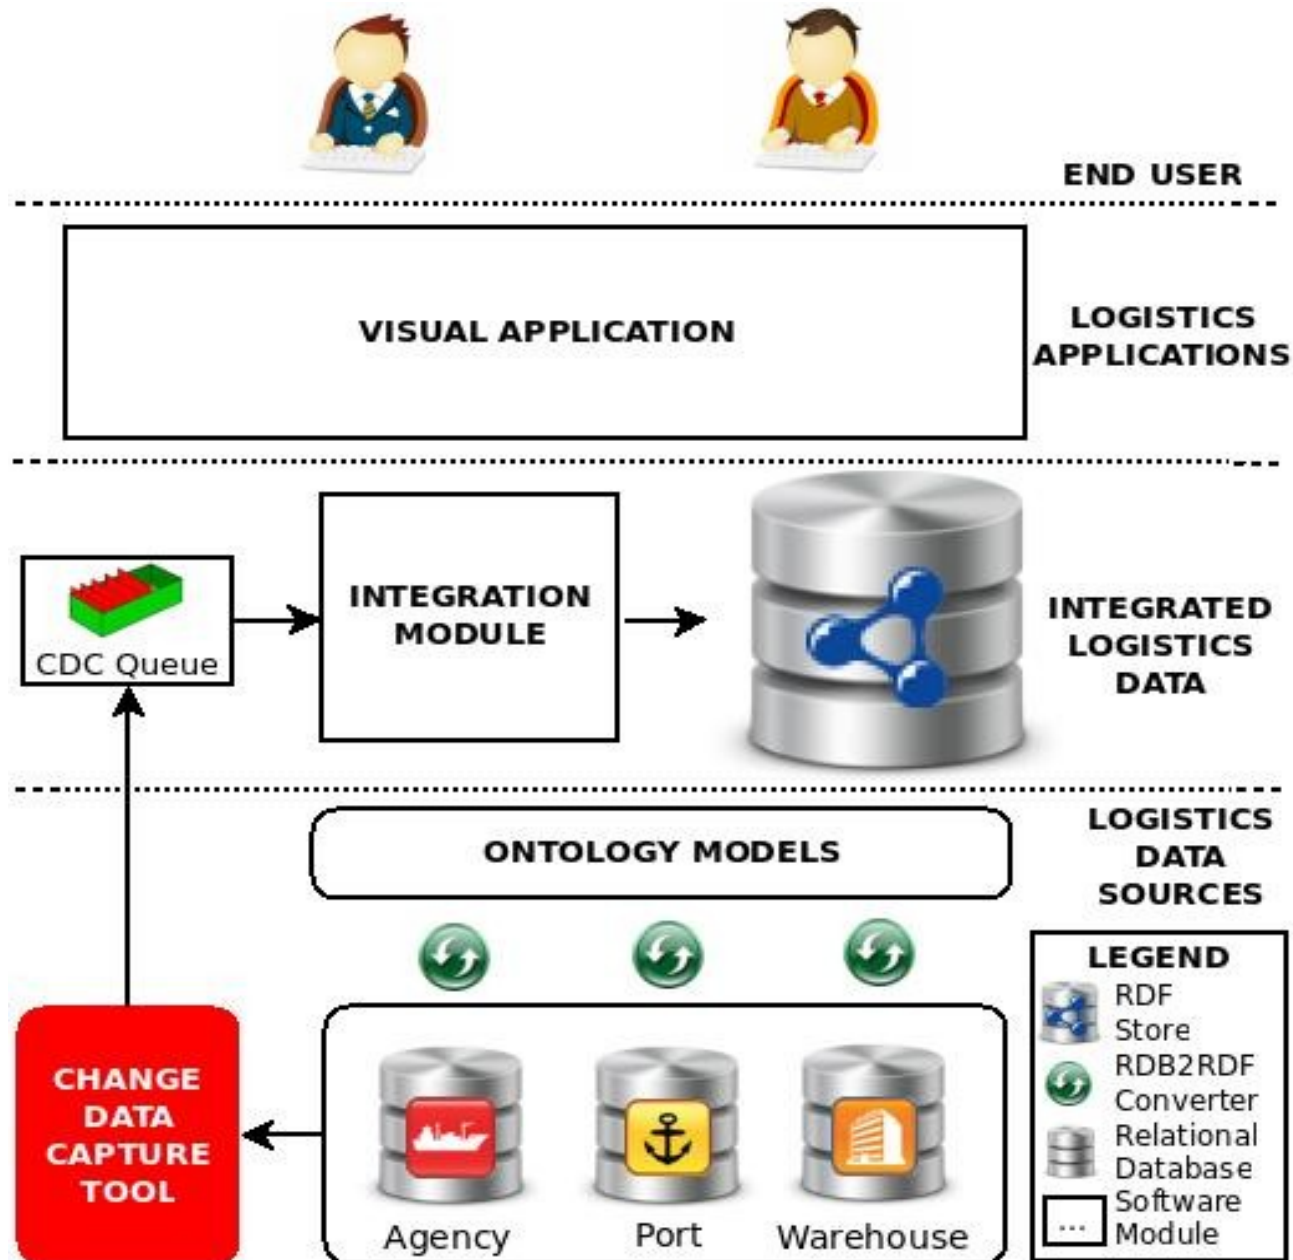 END USER
VISUAL APPLICATION
LOGISTICS
APPLICATIONS
CDC Queue
INTEGRATION
MODULE
INTEGRATED
LOGISTICS
DATA
ONTOLOGY MODELS
LOGISTICS
DATA
SOURCES
CHANGE
DATA
CAPTURE
TOOL
Agency
Port
Warehouse
LEGEND
RDF
Store
RDB2RDF
Converter
Relational
Database
...
Software
Module